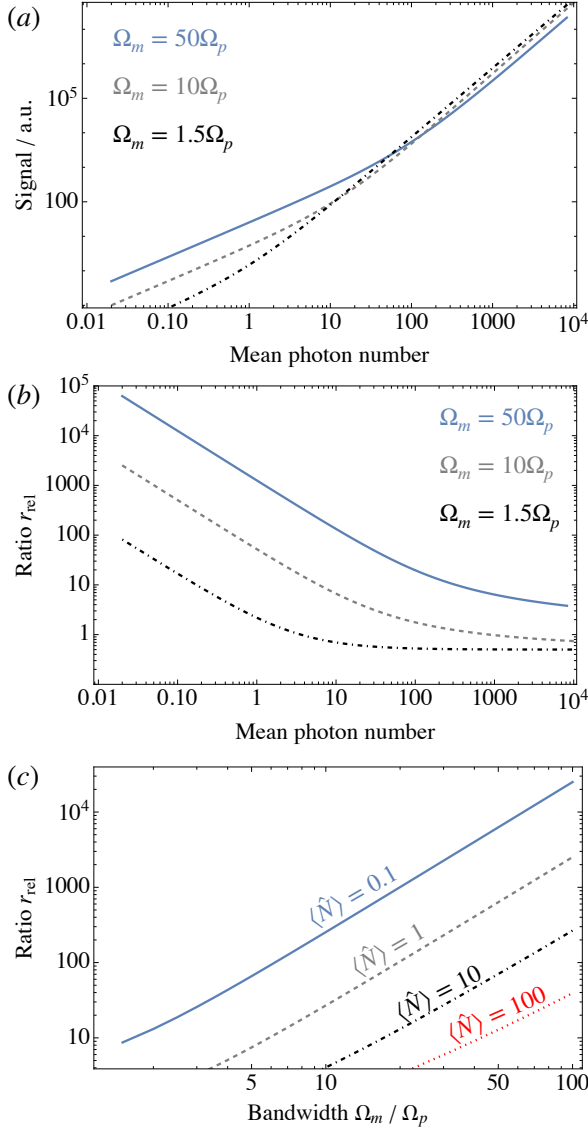 (a)
Ω_m = 50Ω_p
Ω_m = 10Ω_p
Ω_m = 1.5Ω_p
10^5
100
Signal / a.u.
0.01 0.10 1 10 100 1000 10^4
Mean photon number
(b)
10^5
10^4
1000
100
10
1
Ratio r_rel
Ω_m = 50Ω_p
Ω_m = 10Ω_p
Ω_m = 1.5Ω_p
0.01 0.10 1 10 100 1000 10^4
Mean photon number
(c)
10^4
1000
100
10
Ratio r_rel
⟨N̂⟩ = 0.1
⟨N̂⟩ = 1
⟨N̂⟩ = 10
⟨N̂⟩ = 100
5 10 50 100
Bandwidth Ω_m / Ω_p